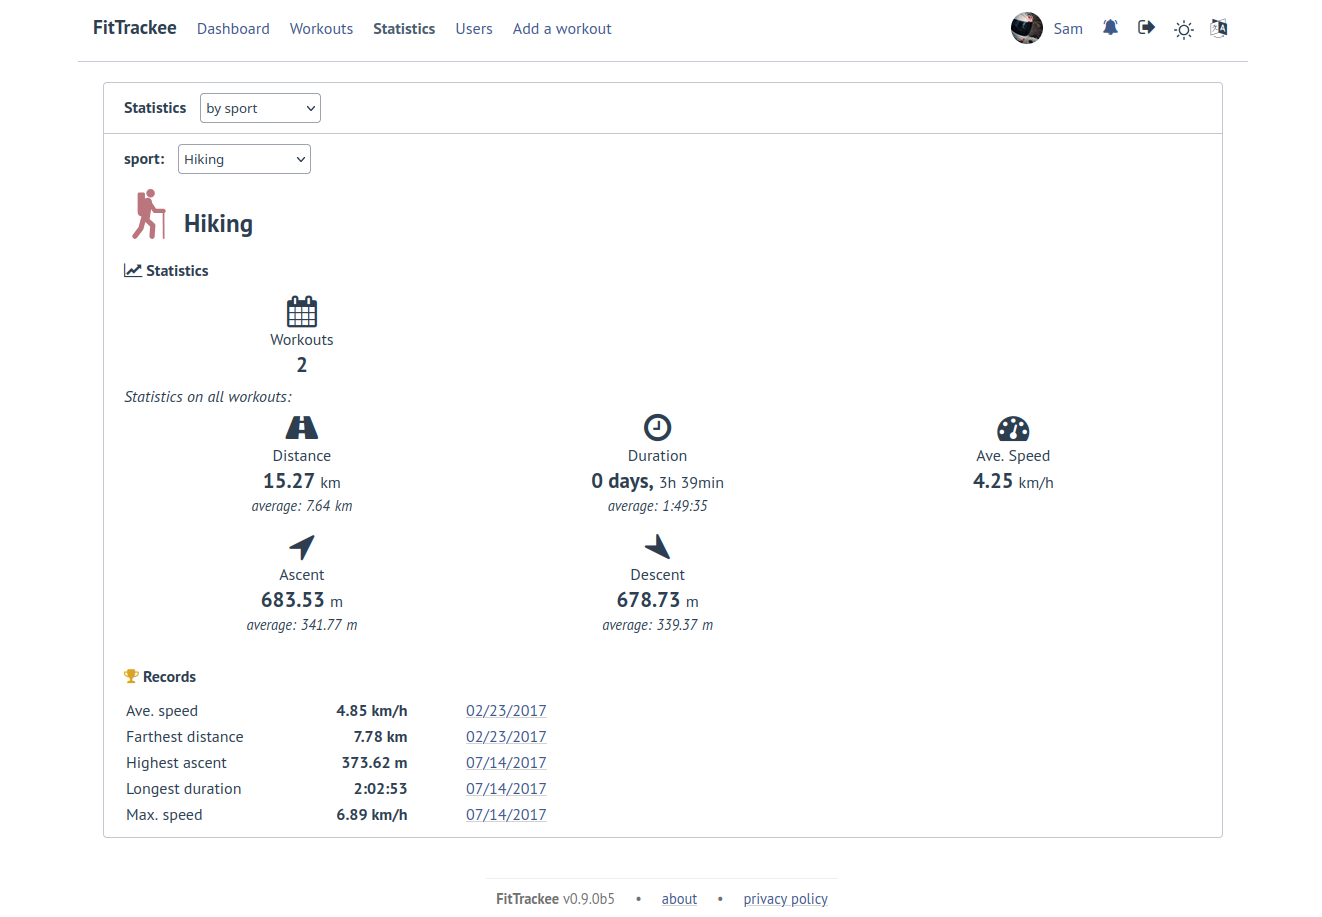 FitTrackee Dashboard Workouts Statistics Users Add a workout Sam
Statistics by sport
sport: Hiking
Hiking
Statistics
Workouts
2
Statistics on all workouts:
Distance Duration Ave. Speed
15.27 km 0 days, 3h 39min 4.25 km/h
average: 7.64 km average: 1:49:35
Ascent Descent
683.53 m 678.73 m
average: 341.77 m average: 339.37 m
Records
Ave. speed 4.85 km/h 02/23/2017
Farthest distance 7.78 km 02/23/2017
Highest ascent 373.62 m 07/14/2017
Longest duration 2:02:53 07/14/2017
Max. speed 6.89 km/h 07/14/2017
FitTrackee v0.9.0b5 • about • privacy policy